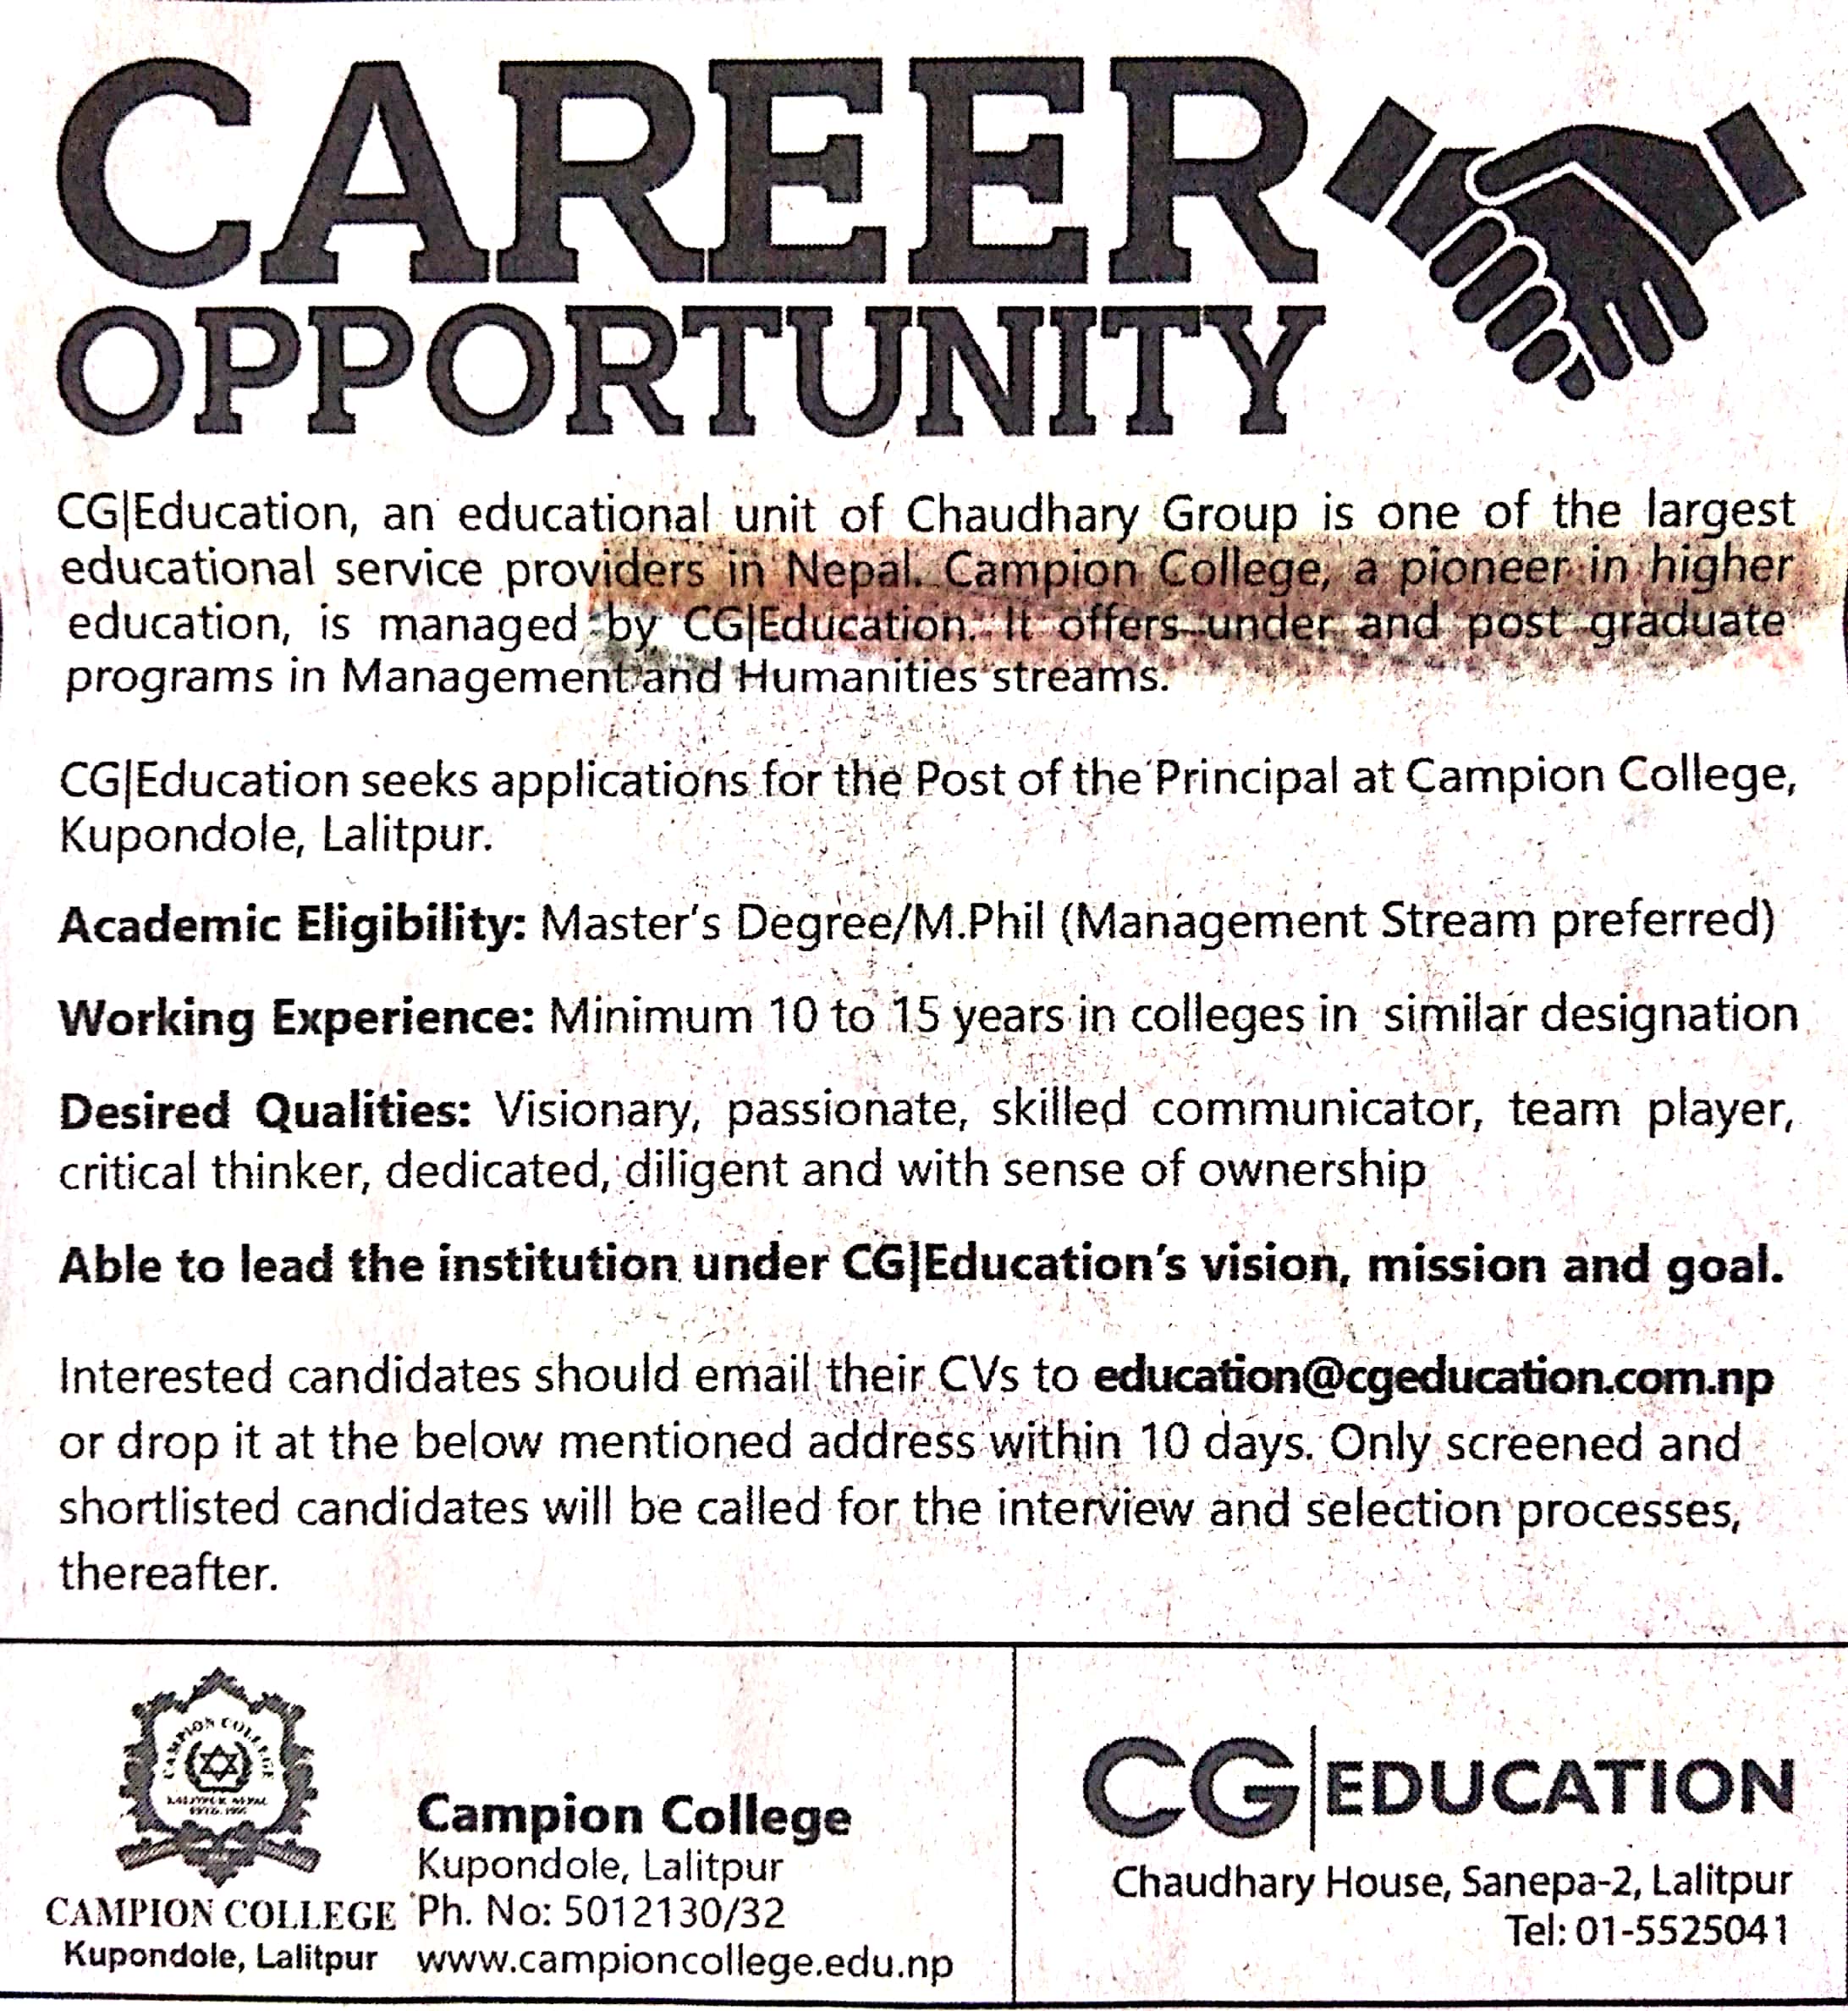 CAREER
OPPORTUNITY
CG|Education, an educational unit of Chaudhary Group is one of the largest
educational service providers in Nepal. Campion College, a pioneer in higher
education, is managed by CG|Education. It offers under and post graduate
programs in Management and Humanities streams.
CG|Education seeks applications for the Post of the Principal at Campion College,
Kupondole, Lalitpur.
Academic Eligibility: Master's Degree/M.Phil (Management Stream preferred)
Working Experience: Minimum 10 to 15 years in colleges in similar designation
Desired Qualities: Visionary, passionate, skilled communicator, team player,
critical thinker, dedicated, diligent and with sense of ownership
Able to lead the institution under CG|Education's vision, mission and goal.
Interested candidates should email their CVs to education@cgeducation.com.np
or drop it at the below mentioned address within 10 days. Only screened and
shortlisted candidates will be called for the interview and selection processes,
thereafter.
CAMPION COLLEGE
LALITPUR NEPAL
CAMPION COLLEGE
Kupondole, Lalitpur
Campion College
Kupondole, Lalitpur
Ph. No: 5012130/32
www.campioncollege.edu.np
CG|EDUCATION
Chaudhary House, Sanepa-2, Lalitpur
Tel: 01-5525041